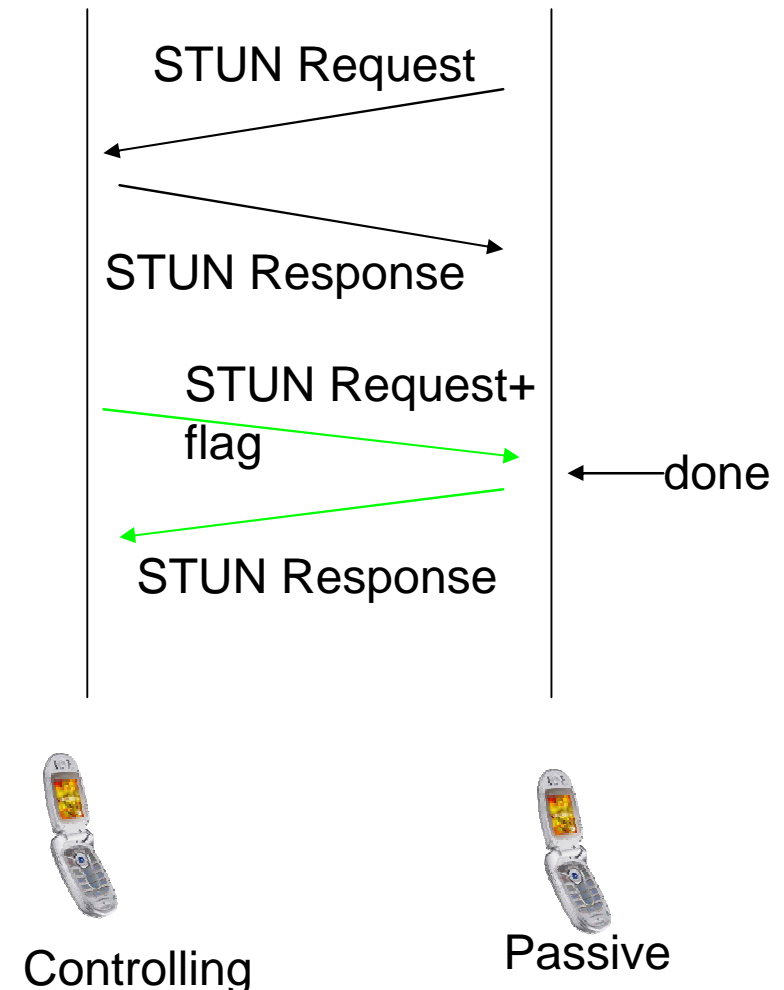 STUN Request
STUN Response
STUN Request+
flag
done
STUN Response
Controlling
Passive